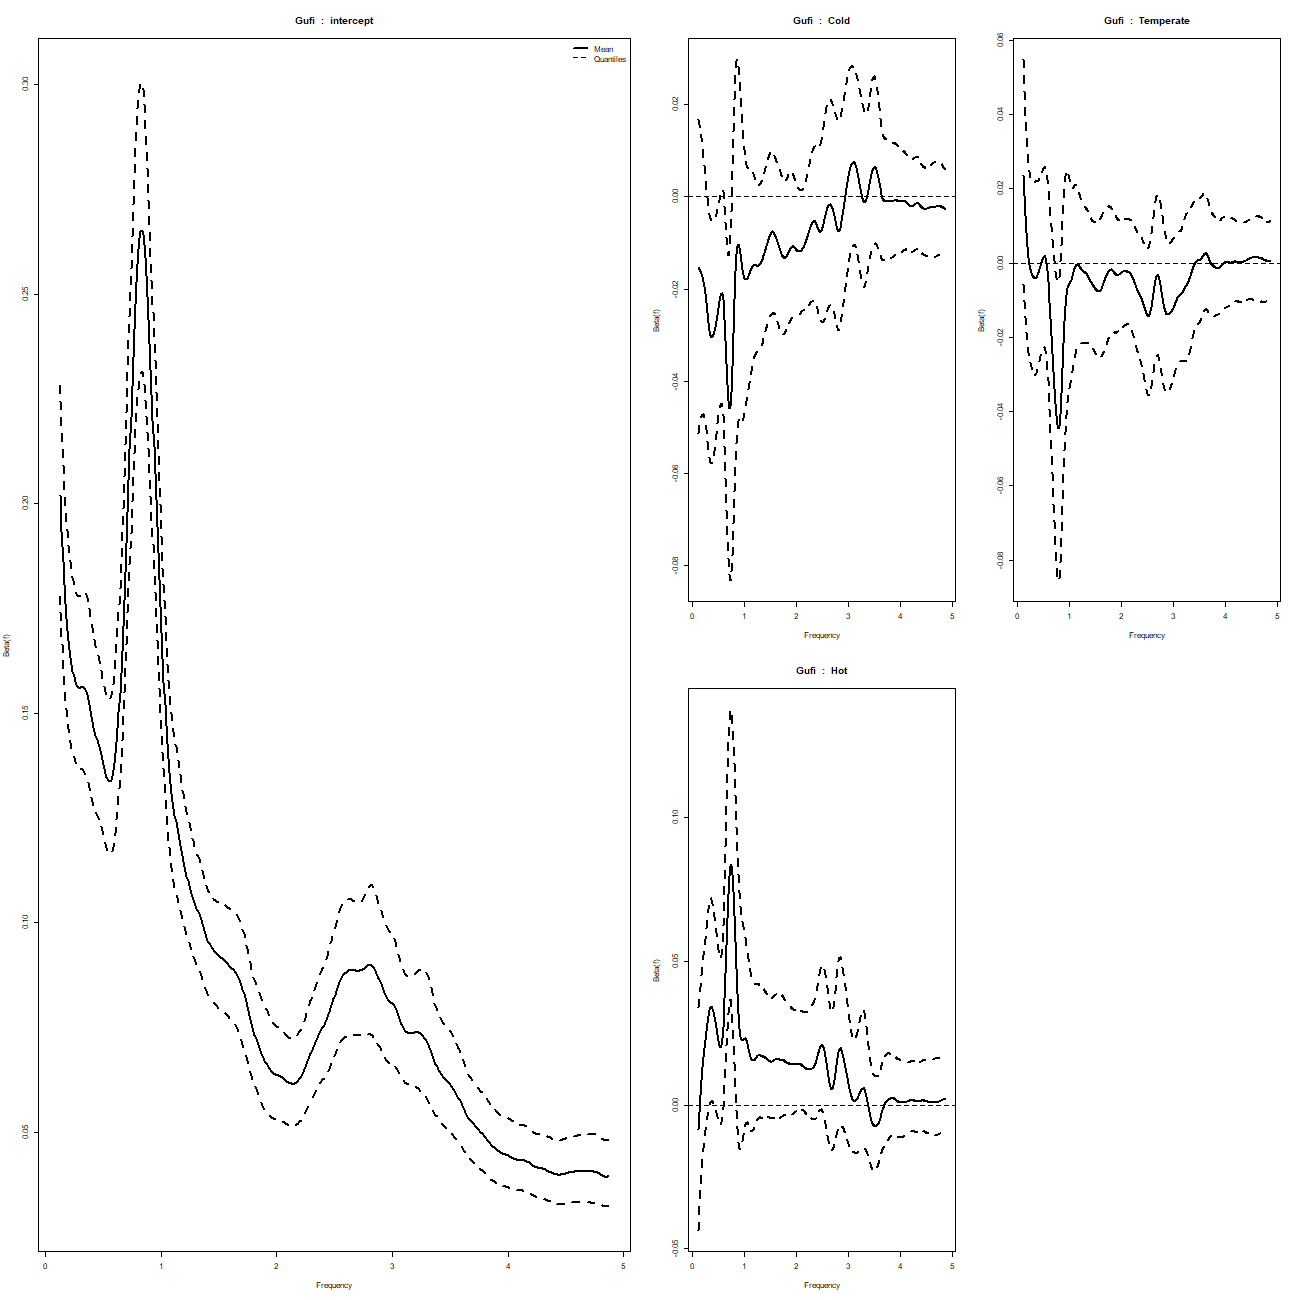 Gufi : intercept
Mean
Quantiles
0.30
0.25
0.20
0.15
0.10
0.05
Beta(f)
0 1 2 3 4 5
Frequency
Gufi : Cold
0.02
0.00
-0.02
-0.04
-0.06
-0.08
Beta(f)
0 1 2 3 4 5
Frequency
Gufi : Temperate
0.06
0.04
0.02
0.00
-0.02
-0.04
-0.06
-0.08
Beta(f)
0 1 2 3 4 5
Frequency
Gufi : Hot
0.10
0.05
0.00
-0.05
Beta(f)
0 1 2 3 4 5
Frequency